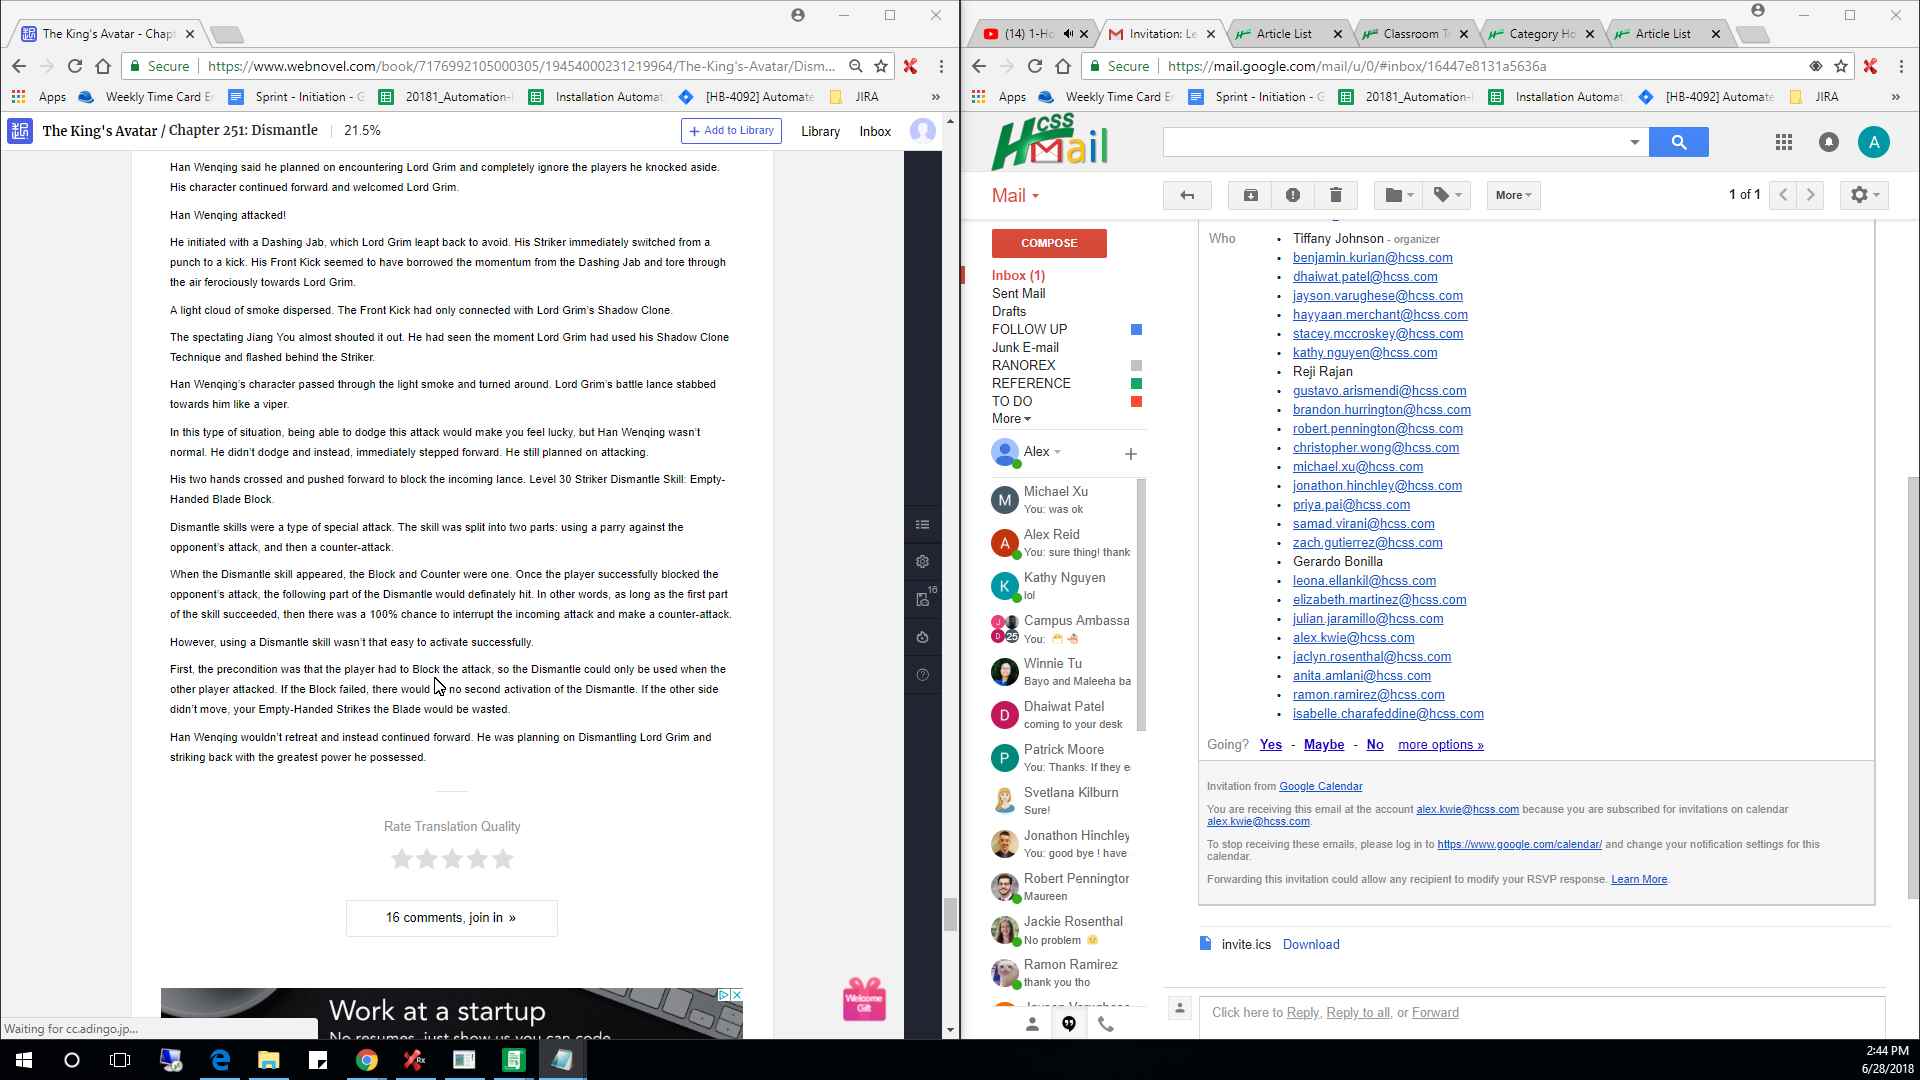 The King's Avatar - Chapt
Secure
https://www.webnovel.com/book/7176992105000305/19454000231219964/The-King's-Avatar/Dism...
Apps
Weekly Time Card E
Sprint - Initiation - G
20181_Automation-
Installation Automat
[HB-4092] Automate
JIRA
»
The King's Avatar / Chapter 251: Dismantle
21.5%
+ Add to Library
Library
Inbox
Han Wenqing said he planned on encountering Lord Grim and completely ignore the players he knocked aside.
His character continued forward and welcomed Lord Grim.
Han Wenqing attacked!
He initiated with a Dashing Jab, which Lord Grim leapt back to avoid. His Striker immediately switched from a
punch to a kick. His Front Kick seemed to have borrowed the momentum from the Dashing Jab and tore through
the air ferociously towards Lord Grim.
A light cloud of smoke dispersed. The Front Kick had only connected with Lord Grim's Shadow Clone.
The spectating Jiang You almost shouted it out. He had seen the moment Lord Grim had used his Shadow Clone
Technique and flashed behind the Striker.
Han Wenqing's character passed through the light smoke and turned around. Lord Grim's battle lance stabbed
towards him like a viper.
In this type of situation, being able to dodge this attack would make you feel lucky, but Han Wenqing wasn't
normal. He didn't dodge and instead, immediately stepped forward. He still planned on attacking.
His two hands crossed and pushed forward to block the incoming lance. Level 30 Striker Dismantle Skill: Empty-
Handed Blade Block.
Dismantle skills were a type of special attack. The skill was split into two parts: using a parry against the
opponent's attack, and then a counter-attack.
When the Dismantle skill appeared, the Block and Counter were one. Once the player successfully blocked the
opponent's attack, the following part of the Dismantle would definately hit. In other words, as long as the first part
of the skill succeeded, then there was a 100% chance to interrupt the incoming attack and make a counter-attack.
However, using a Dismantle skill wasn't that easy to activate successfully.
First, the precondition was that the player had to Block the attack, so the Dismantle could only be used when the
other player attacked. If the Block failed, there would no second activation of the Dismantle. If the other side
didn't move, your Empty-Handed Strikes the Blade would be wasted.
Han Wenqing wouldn't retreat and instead continued forward. He was planning on Dismantling Lord Grim and
striking back with the greatest power he possessed.
Rate Translation Quality
16 comments, join in »
16
Welcome
Gift
Work at a startup
No resumes, just show us you can code
Waiting for cc.adingo.jp...
(14) 1-Ho
Invitation: Le
Article List
Classroom T
Category Ho
Article List
Secure
https://mail.google.com/mail/u/0/#inbox/16447e8131a5636a
Apps
Weekly Time Card E
Sprint - Initiation - G
20181_Automation-I
Installation Automat
[HB-4092] Automate
JIRA
»
HCSS
Mail
A
Mail
More
1 of 1
COMPOSE
Inbox (1)
Sent Mail
Drafts
FOLLOW UP
Junk E-mail
RANOREX
REFERENCE
TO DO
More
Alex
+
M
Michael Xu
You: was ok
A
Alex Reid
You: sure thing! thank
K
Kathy Nguyen
lol
J
D
25
Campus Ambassa
You:
Winnie Tu
Bayo and Maleeha ba
D
Dhaiwat Patel
coming to your desk
P
Patrick Moore
You: Thanks. If they e
Svetlana Kilburn
Sure!
Jonathon Hinchley
You: good bye ! have
Robert Pennington
Maureen
Jackie Rosenthal
No problem
Ramon Ramirez
thank you tho
Who
Tiffany Johnson - organizer
benjamin.kurian@hcss.com
dhaiwat.patel@hcss.com
jayson.varughese@hcss.com
hayyaan.merchant@hcss.com
stacey.mccroskey@hcss.com
kathy.nguyen@hcss.com
Reji Rajan
gustavo.arismendi@hcss.com
brandon.hurrington@hcss.com
robert.pennington@hcss.com
christopher.wong@hcss.com
michael.xu@hcss.com
jonathon.hinchley@hcss.com
priya.pai@hcss.com
samad.virani@hcss.com
zach.gutierrez@hcss.com
Gerardo Bonilla
leona.ellankil@hcss.com
elizabeth.martinez@hcss.com
julian.jaramillo@hcss.com
alex.kwie@hcss.com
jaclyn.rosenthal@hcss.com
anita.amlani@hcss.com
ramon.ramirez@hcss.com
isabelle.charafeddine@hcss.com
Going? Yes - Maybe - No more options »
Invitation from Google Calendar
You are receiving this email at the account alex.kwie@hcss.com because you are subscribed for invitations on calendar
alex.kwie@hcss.com.
To stop receiving these emails, please log in to https://www.google.com/calendar/ and change your notification settings for this
calendar.
Forwarding this invitation could allow any recipient to modify your RSVP response. Learn More.
invite.ics Download
Click here to Reply, Reply to all, or Forward
2:44 PM
6/28/2018